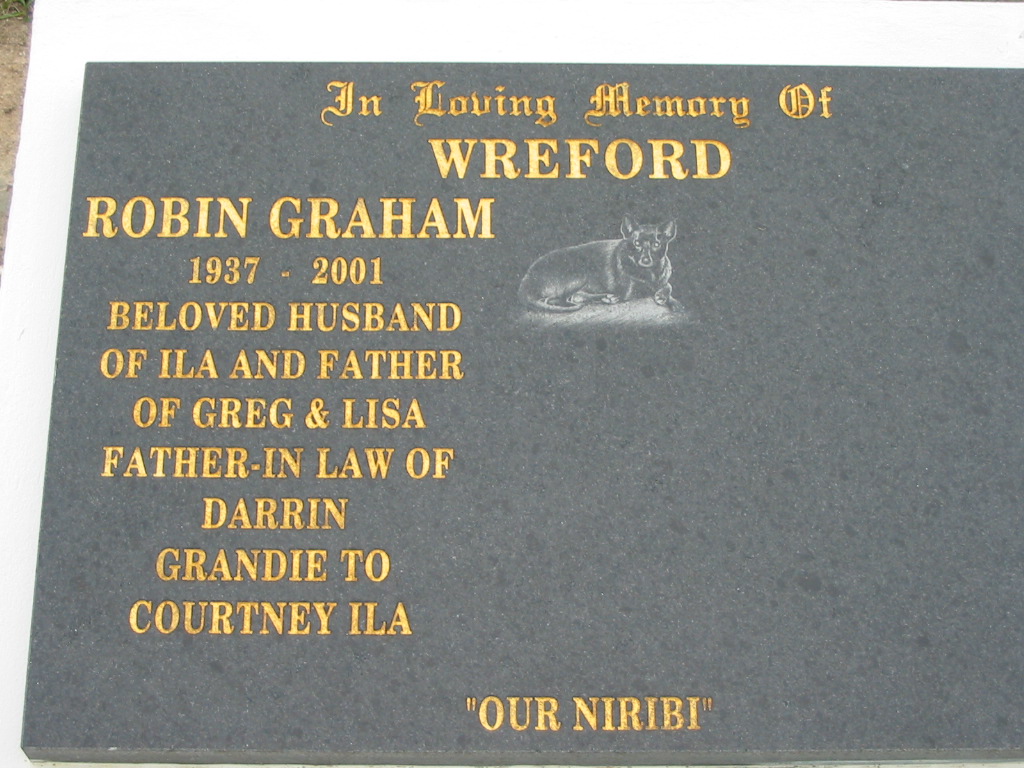 In Loving Memory Of
WREFORD
ROBIN GRAHAM
1937 - 2001
BELOVED HUSBAND
OF ILA AND FATHER
OF GREG & LISA
FATHER-IN LAW OF
DARRIN
GRANDIE TO
COURTNEY ILA
"OUR NIRIBI"